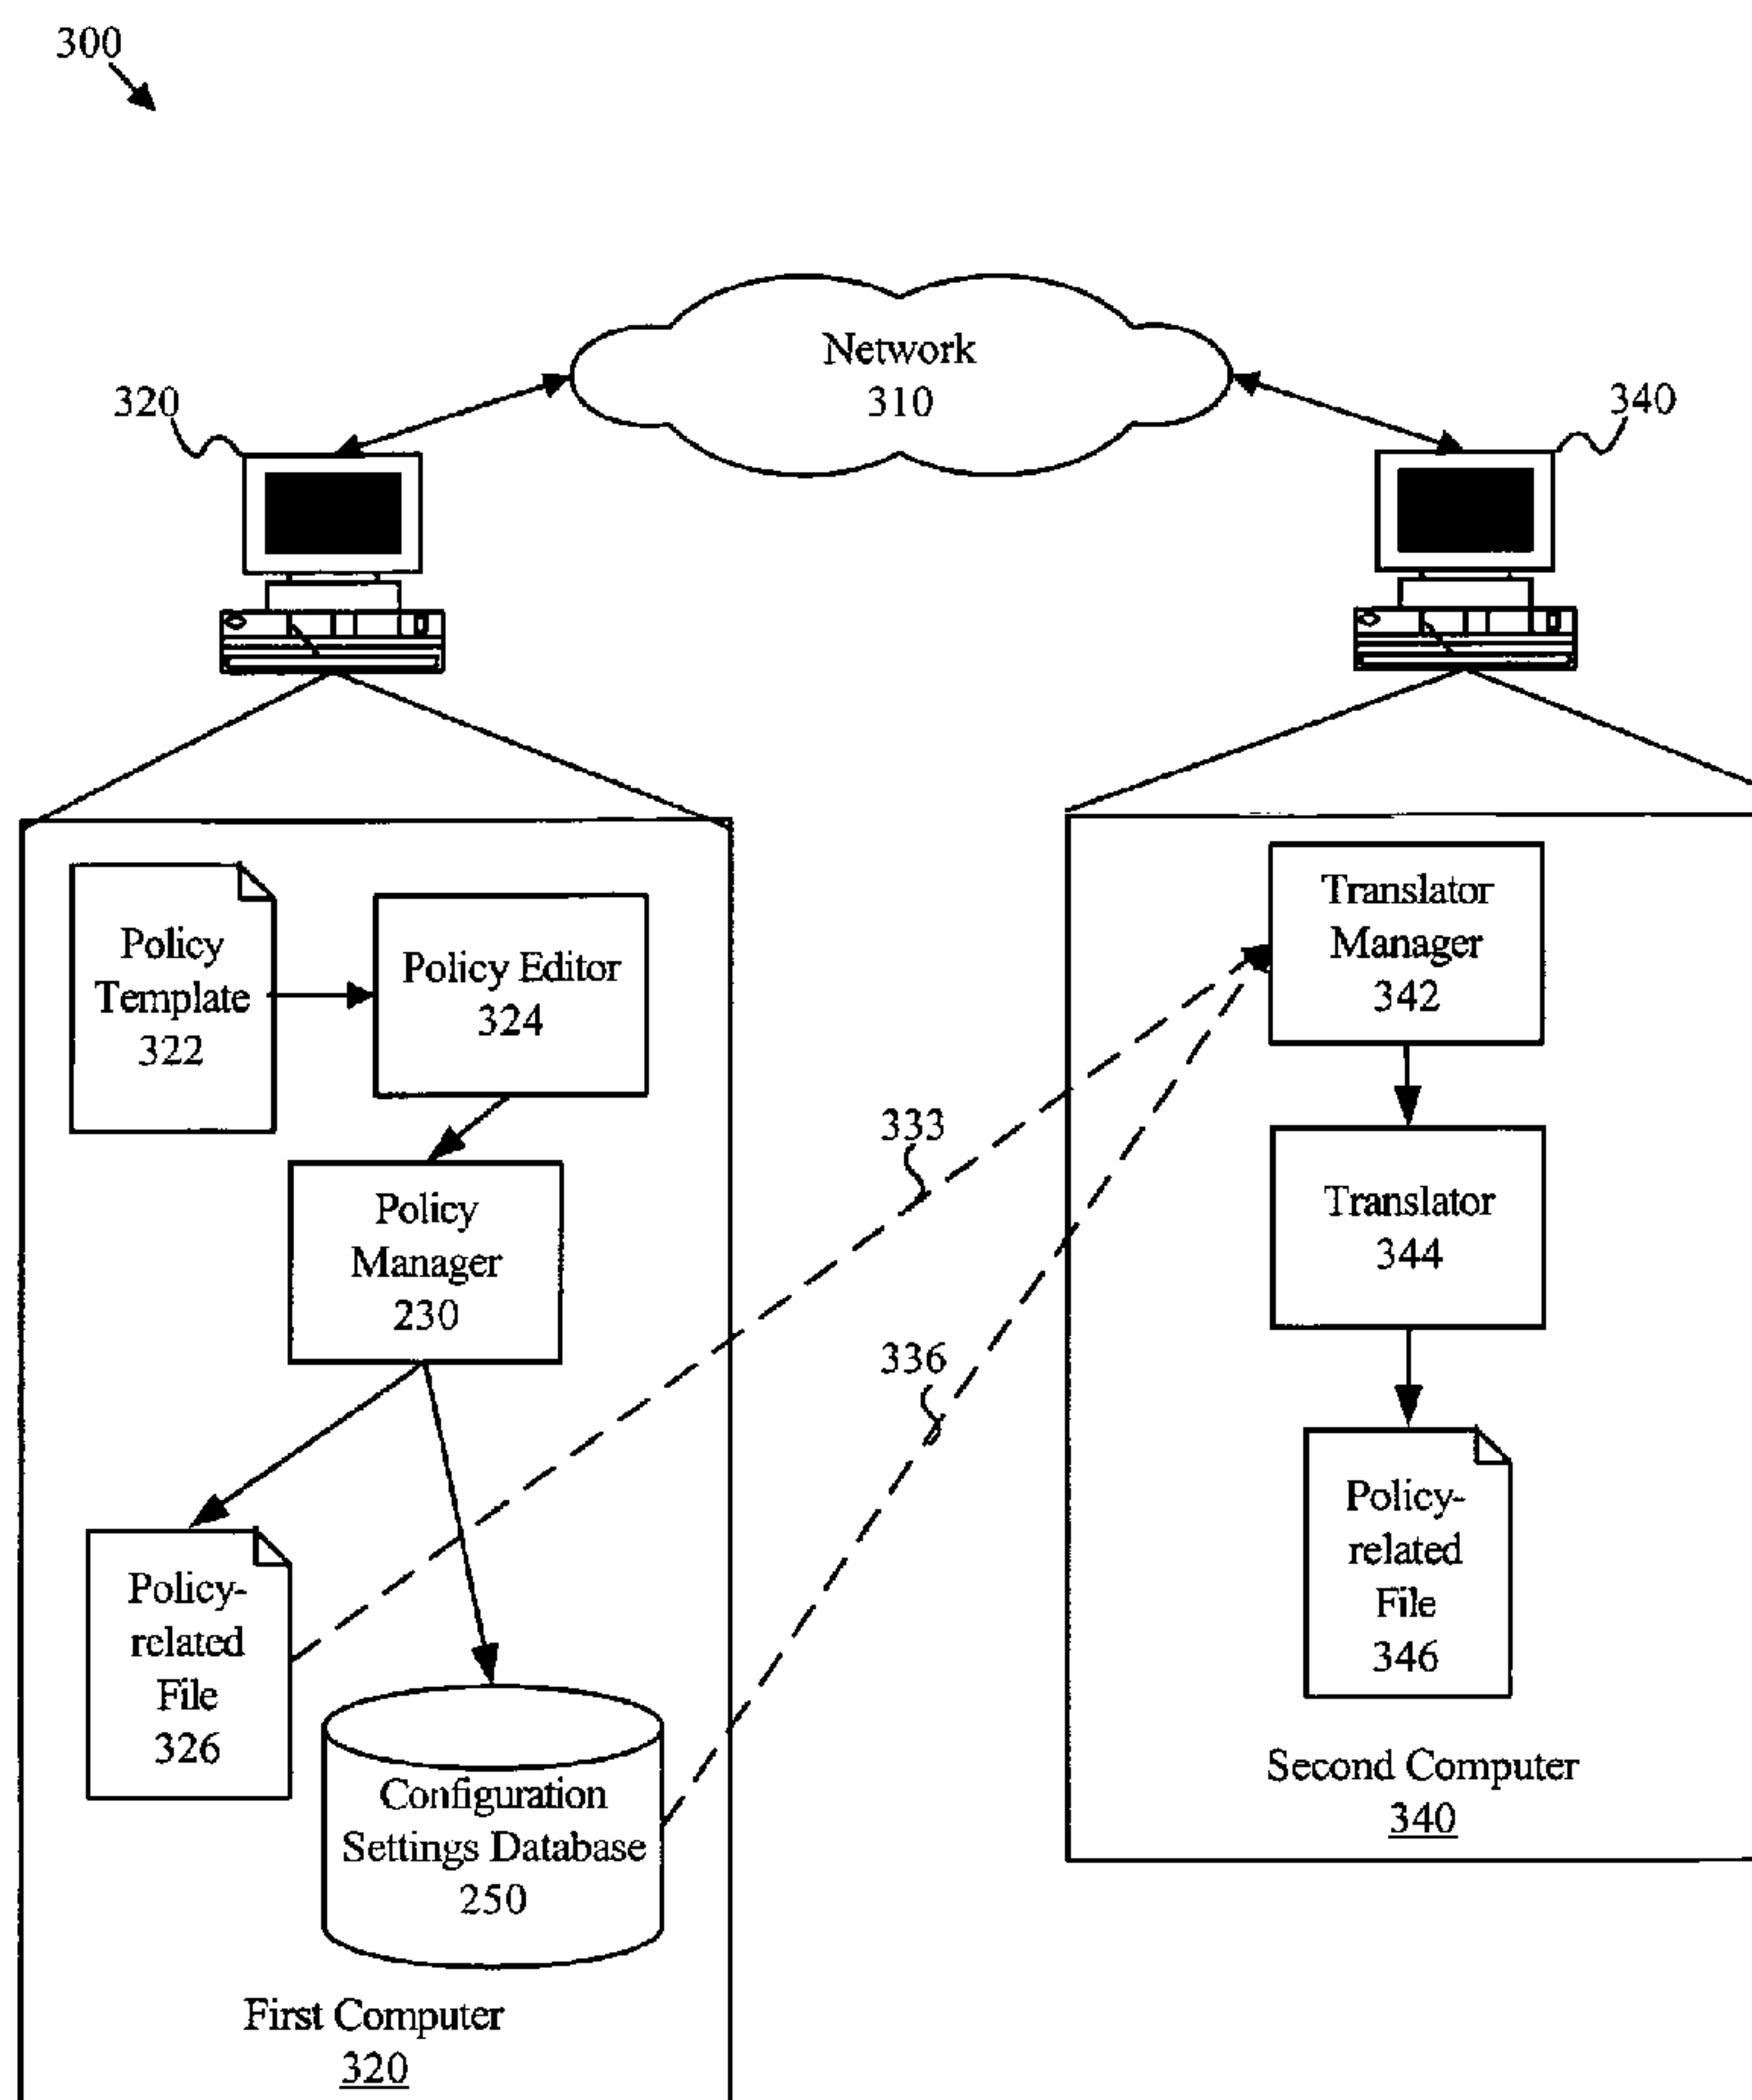 300
Network
310
320
340
Policy
Template
322
Policy Editor
324
Policy
Manager
230
Policy-
related
File
326
Configuration
Settings Database
250
First Computer
320
333
336
Translator
Manager
342
Translator
344
Policy-
related
File
346
Second Computer
340